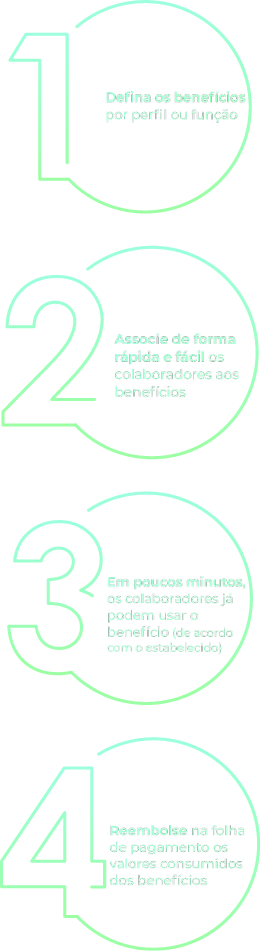 1
Defina os benefícios
por perfil ou função
2
Associe de forma
rápida e fácil os
colaboradores aos
benefícios
3
Em poucos minutos,
os colaboradores já
podem usar o
benefício (de acordo
com o estabelecido)
4
Reembolse na folha
de pagamento os
valores consumidos
dos benefícios